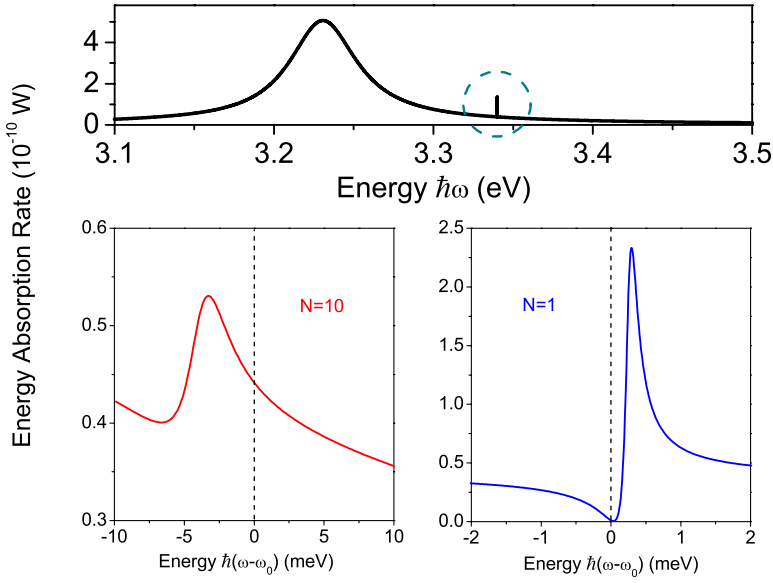 4
2
0
3.1 3.2 3.3 3.4 3.5
Energy ℏω (eV)
Energy Absorption Rate (10⁻¹⁰ W)
0.6
0.5
0.4
0.3
N=10
-10 -5 0 5 10
Energy ℏ(ω-ω₀) (meV)
2.5
2.0
1.5
1.0
0.5
0.0
N=1
-2 -1 0 1 2
Energy ℏ(ω-ω₀) (meV)